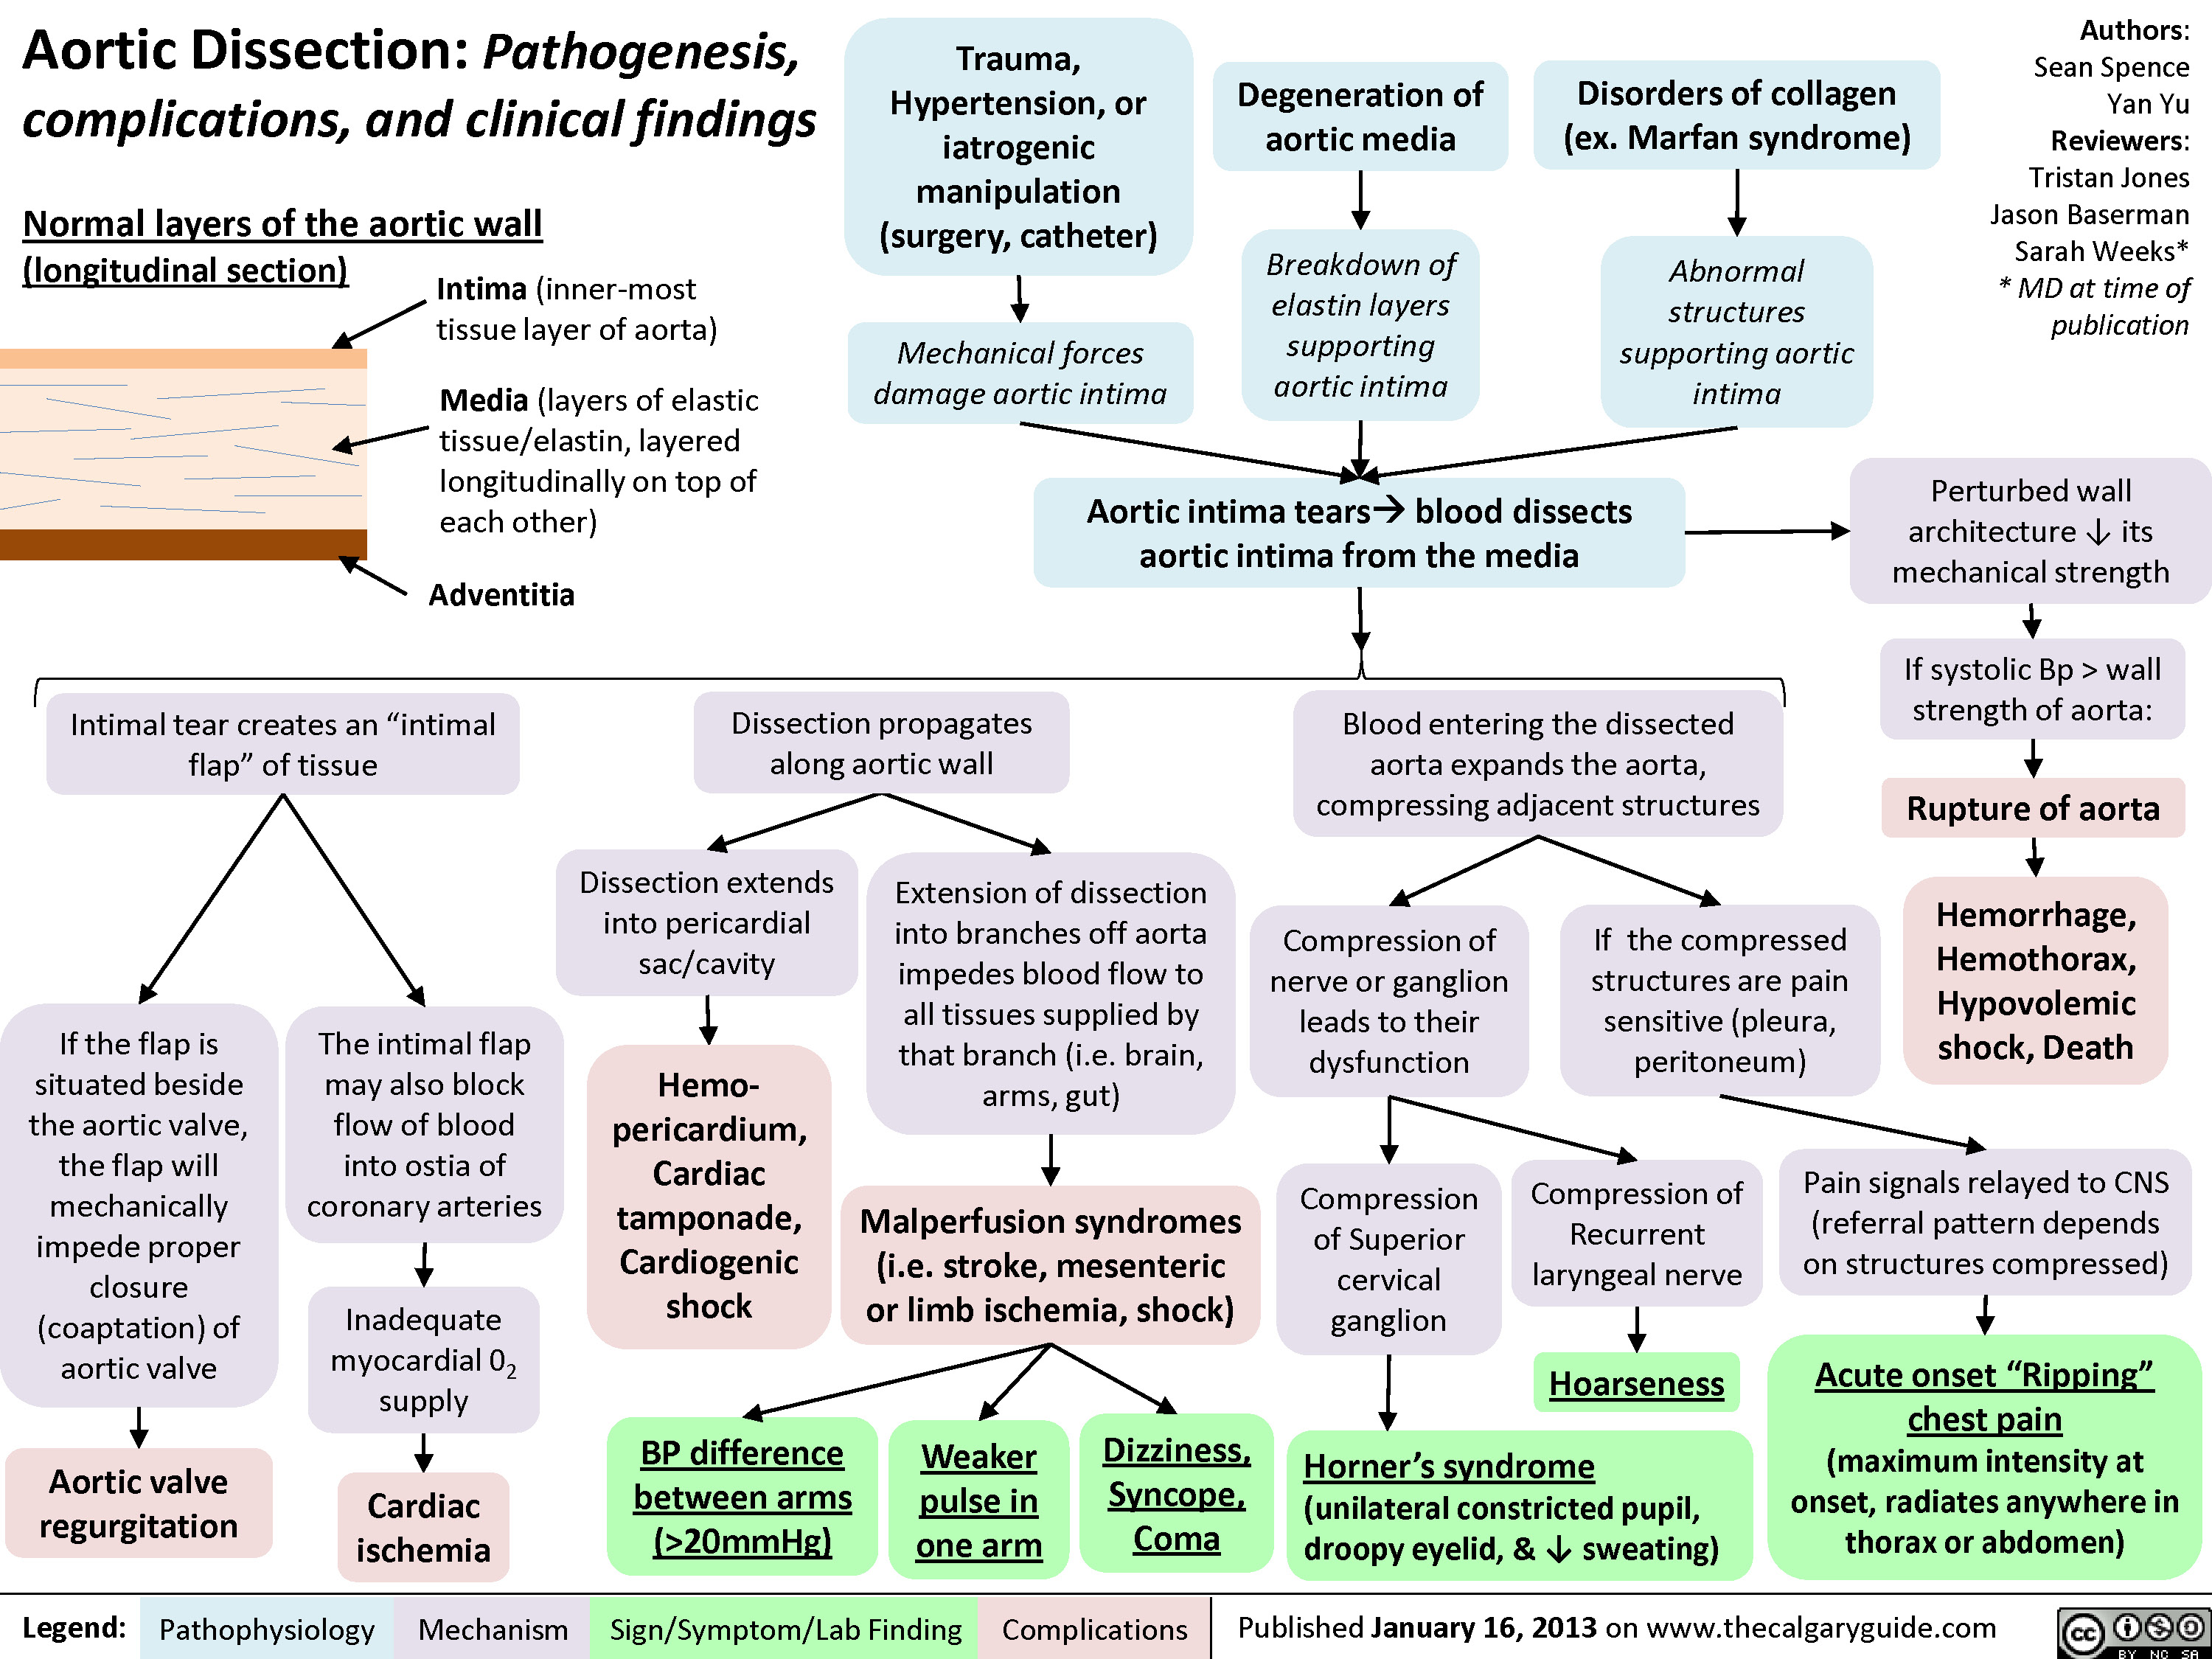 Aortic Dissection: Pathogenesis,
complications, and clinical findings
Normal layers of the aortic wall
(longitudinal section)
Intima (inner-most
tissue layer of aorta)
Media (layers of elastic
tissue/elastin, layered
longitudinally on top of
each other)
Adventitia
Trauma,
Hypertension, or
iatrogenic
manipulation
(surgery, catheter)
Mechanical forces
damage aortic intima
Degeneration of
aortic media
Breakdown of
elastin layers
supporting
aortic intima
Disorders of collagen
(ex. Marfan syndrome)
Abnormal
structures
supporting aortic
intima
Authors:
Sean Spence
Yan Yu
Reviewers:
Tristan Jones
Jason Baserman
Sarah Weeks*
* MD at time of
publication
Aortic intima tears→ blood dissects
aortic intima from the media
Perturbed wall
architecture ↓ its
mechanical strength
If systolic Bp > wall
strength of aorta:
Rupture of aorta
Hemorrhage,
Hemothorax,
Hypovolemic
shock, Death
Intimal tear creates an “intimal
flap” of tissue
If the flap is
situated beside
the aortic valve,
the flap will
mechanically
impede proper
closure
(coaptation) of
aortic valve
Aortic valve
regurgitation
The intimal flap
may also block
flow of blood
into ostia of
coronary arteries
Inadequate
myocardial 0₂
supply
Cardiac
ischemia
Dissection propagates
along aortic wall
Dissection extends
into pericardial
sac/cavity
Hemo-
pericardium,
Cardiac
tamponade,
Cardiogenic
shock
Extension of dissection
into branches off aorta
impedes blood flow to
all tissues supplied by
that branch (i.e. brain,
arms, gut)
Malperfusion syndromes
(i.e. stroke, mesenteric
or limb ischemia, shock)
BP difference
between arms
(>20mmHg)
Weaker
pulse in
one arm
Dizziness,
Syncope,
Coma
Blood entering the dissected
aorta expands the aorta,
compressing adjacent structures
Compression of
nerve or ganglion
leads to their
dysfunction
Compression
of Superior
cervical
ganglion
Horner’s syndrome
(unilateral constricted pupil,
droopy eyelid, & ↓ sweating)
Compression of
Recurrent
laryngeal nerve
Hoarseness
If the compressed
structures are pain
sensitive (pleura,
peritoneum)
Pain signals relayed to CNS
(referral pattern depends
on structures compressed)
Acute onset “Ripping”
chest pain
(maximum intensity at
onset, radiates anywhere in
thorax or abdomen)
Legend: Pathophysiology Mechanism Sign/Symptom/Lab Finding Complications
Published January 16, 2013 on www.thecalgaryguide.com
cc
BY NC SA